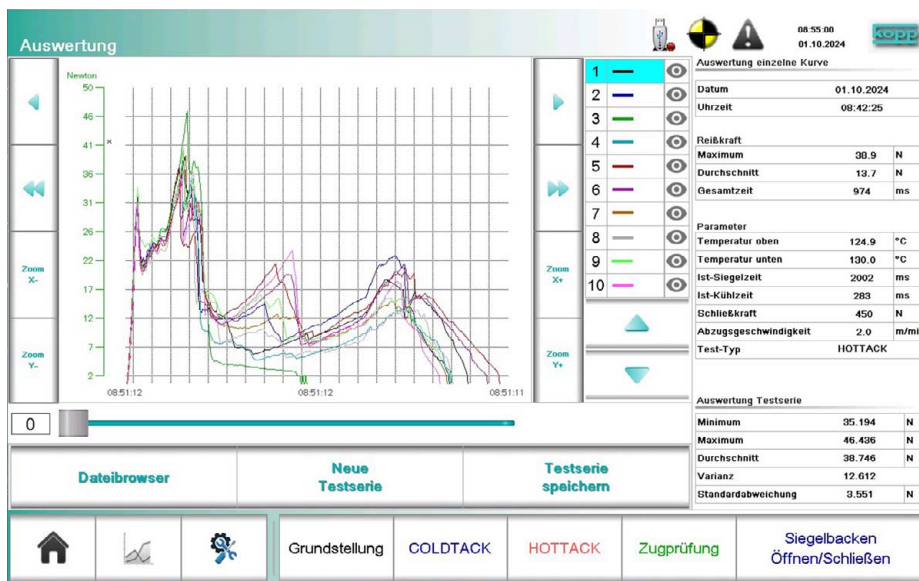 Auswertung
08:55:00
01.10.2024
kopp
Newton
50
46
41
36
31
26
22
17
12
7
2
x
08:51:12
08:51:12
08:51:11
Zoom
X-
Zoom
Y-
Zoom
X+
Zoom
Y+
1
2
3
4
5
6
7
8
9
10
0
Dateibrowser
Neue
Testserie
Testserie
speichern
Auswertung einzelne Kurve
Datum 01.10.2024
Uhrzeit 08:42:25
Reißkraft
Maximum 38.9 N
Durchschnitt 13.7 N
Gesamtzeit 974 ms
Parameter
Temperatur oben 124.9 °C
Temperatur unten 130.0 °C
Ist-Siegelzeit 2002 ms
Ist-Kühlzeit 283 ms
Schließkraft 450 N
Abzugsgeschwindigkeit 2.0 m/mi
Test-Typ HOTTACK
Auswertung Testserie
Minimum 35.194 N
Maximum 46.436 N
Durchschnitt 38.746 N
Varianz 12.612
Standardabweichung 3.551 N
Grundstellung
COLDTACK
HOTTACK
Zugprüfung
Siegelbacken
Öffnen/Schließen